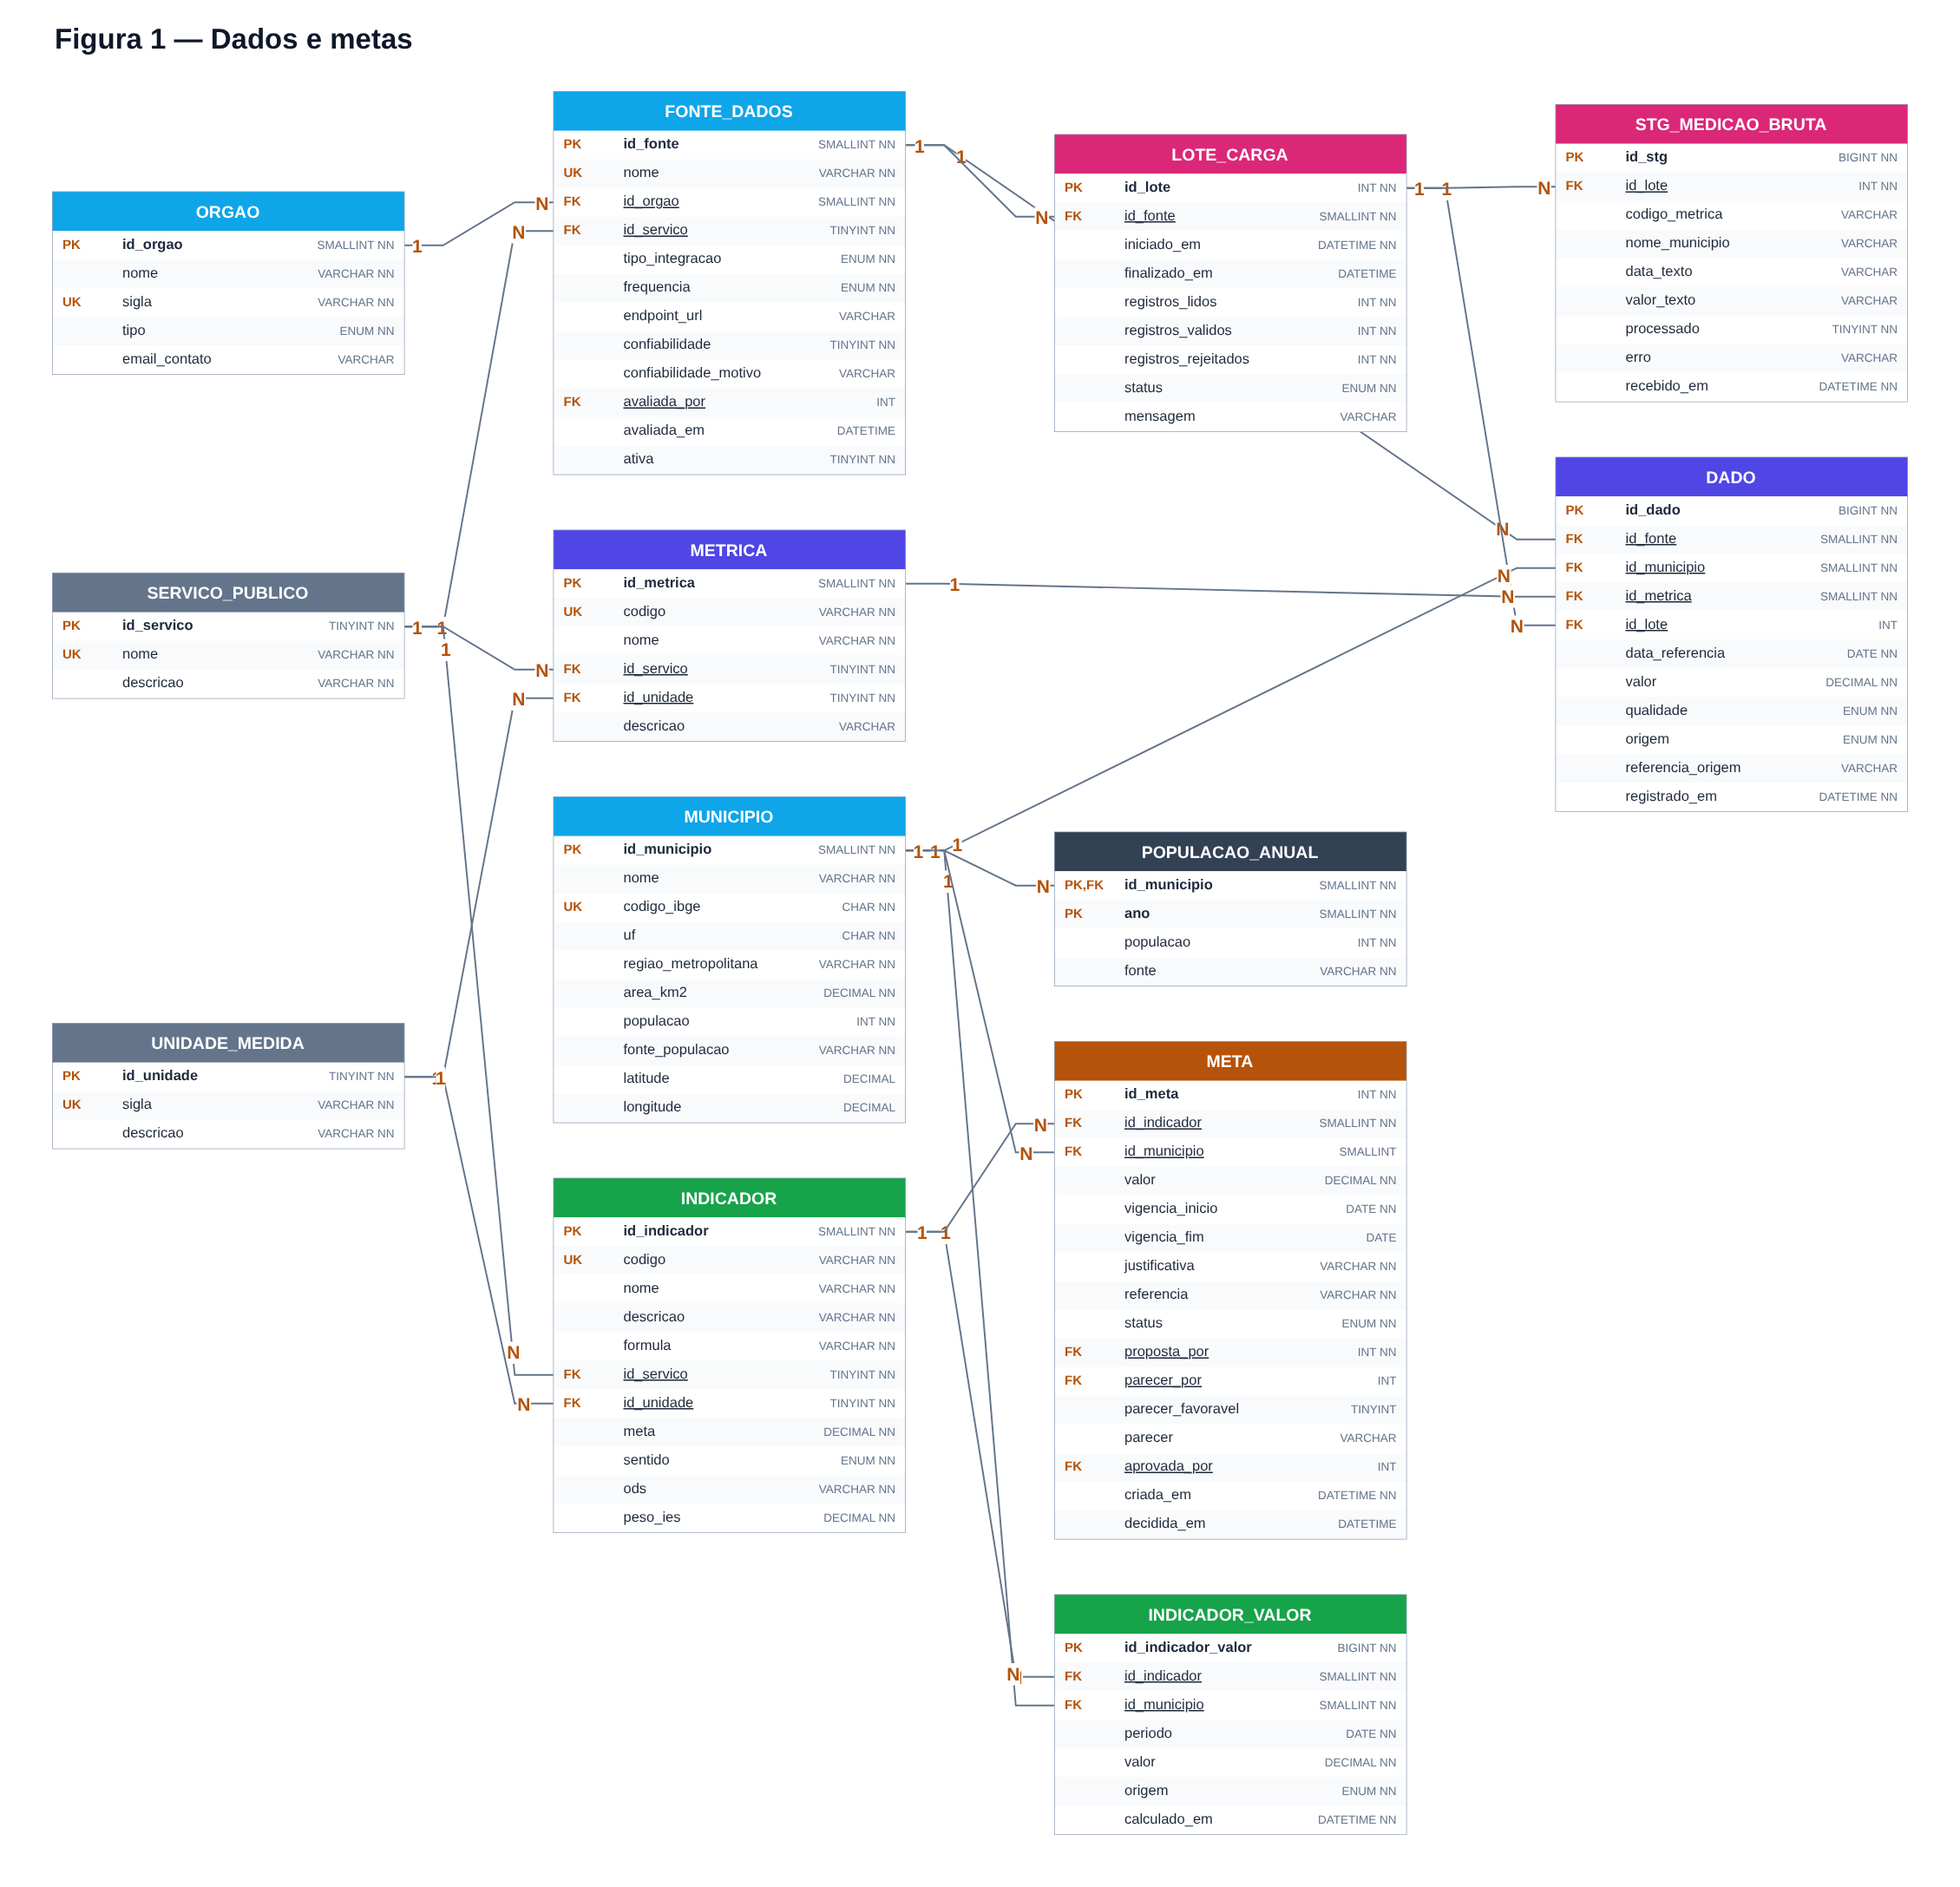 Figura 1 — Dados e metas
ORGAO
PK id_orgao SMALLINT NN
nome VARCHAR NN
UK sigla VARCHAR NN
tipo ENUM NN
email_contato VARCHAR
SERVICO_PUBLICO
PK id_servico TINYINT NN
UK nome VARCHAR NN
descricao VARCHAR NN
UNIDADE_MEDIDA
PK id_unidade TINYINT NN
UK sigla VARCHAR NN
descricao VARCHAR NN
FONTE_DADOS
PK id_fonte SMALLINT NN
UK nome VARCHAR NN
FK id_orgao SMALLINT NN
FK id_servico TINYINT NN
tipo_integracao ENUM NN
frequencia ENUM NN
endpoint_url VARCHAR
confiabilidade TINYINT NN
confiabilidade_motivo VARCHAR
FK avaliada_por INT
avaliada_em DATETIME
ativa TINYINT NN
METRICA
PK id_metrica SMALLINT NN
UK codigo VARCHAR NN
nome VARCHAR NN
FK id_servico TINYINT NN
FK id_unidade TINYINT NN
descricao VARCHAR
MUNICIPIO
PK id_municipio SMALLINT NN
nome VARCHAR NN
UK codigo_ibge CHAR NN
uf CHAR NN
regiao_metropolitana VARCHAR NN
area_km2 DECIMAL NN
populacao INT NN
fonte_populacao VARCHAR NN
latitude DECIMAL
longitude DECIMAL
INDICADOR
PK id_indicador SMALLINT NN
UK codigo VARCHAR NN
nome VARCHAR NN
descricao VARCHAR NN
formula VARCHAR NN
FK id_servico TINYINT NN
FK id_unidade TINYINT NN
meta DECIMAL NN
sentido ENUM NN
ods VARCHAR NN
peso_ies DECIMAL NN
LOTE_CARGA
PK id_lote INT NN
FK id_fonte SMALLINT NN
iniciado_em DATETIME NN
finalizado_em DATETIME
registros_lidos INT NN
registros_validos INT NN
registros_rejeitados INT NN
status ENUM NN
mensagem VARCHAR
POPULACAO_ANUAL
PK,FK id_municipio SMALLINT NN
PK ano SMALLINT NN
populacao INT NN
fonte VARCHAR NN
META
PK id_meta INT NN
FK id_indicador SMALLINT NN
FK id_municipio SMALLINT
valor DECIMAL NN
vigencia_inicio DATE NN
vigencia_fim DATE
justificativa VARCHAR NN
referencia VARCHAR NN
status ENUM NN
FK proposta_por INT NN
FK parecer_por INT
parecer_favoravel TINYINT
parecer VARCHAR
FK aprovada_por INT
criada_em DATETIME NN
decidida_em DATETIME
INDICADOR_VALOR
PK id_indicador_valor BIGINT NN
FK id_indicador SMALLINT NN
FK id_municipio SMALLINT NN
periodo DATE NN
valor DECIMAL NN
origem ENUM NN
calculado_em DATETIME NN
STG_MEDICAO_BRUTA
PK id_stg BIGINT NN
FK id_lote INT NN
codigo_metrica VARCHAR
nome_municipio VARCHAR
data_texto VARCHAR
valor_texto VARCHAR
processado TINYINT NN
erro VARCHAR
recebido_em DATETIME NN
DADO
PK id_dado BIGINT NN
FK id_fonte SMALLINT NN
FK id_municipio SMALLINT NN
FK id_metrica SMALLINT NN
FK id_lote INT
data_referencia DATE NN
valor DECIMAL NN
qualidade ENUM NN
origem ENUM NN
referencia_origem VARCHAR
registrado_em DATETIME NN
1
N
N
1
1
1
N
N
1
N
N
1
1
N
1
1
N
N
1
N
N
N
1
1
1
1
N
N
N
1
1
N